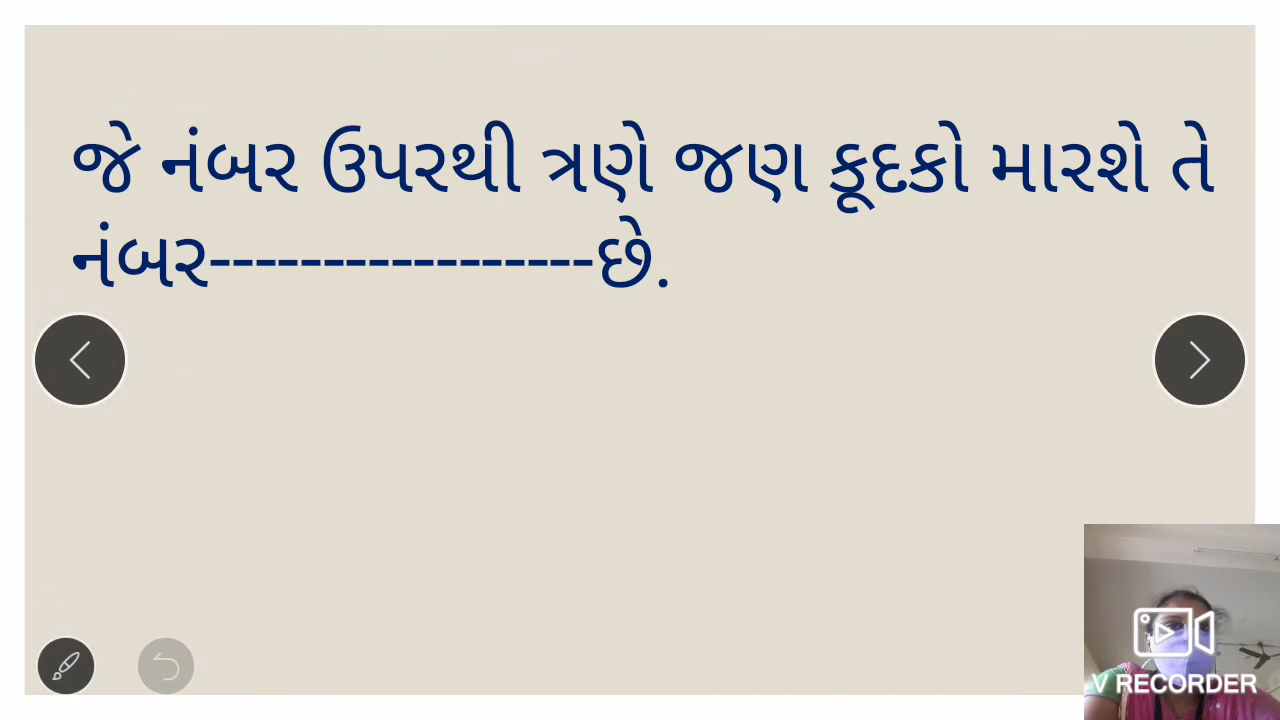 જે નંબર ઉપરથી ત્રણે જણ કૂદકો મારશે તે
નંબર-----------------છે.
V RECORDER